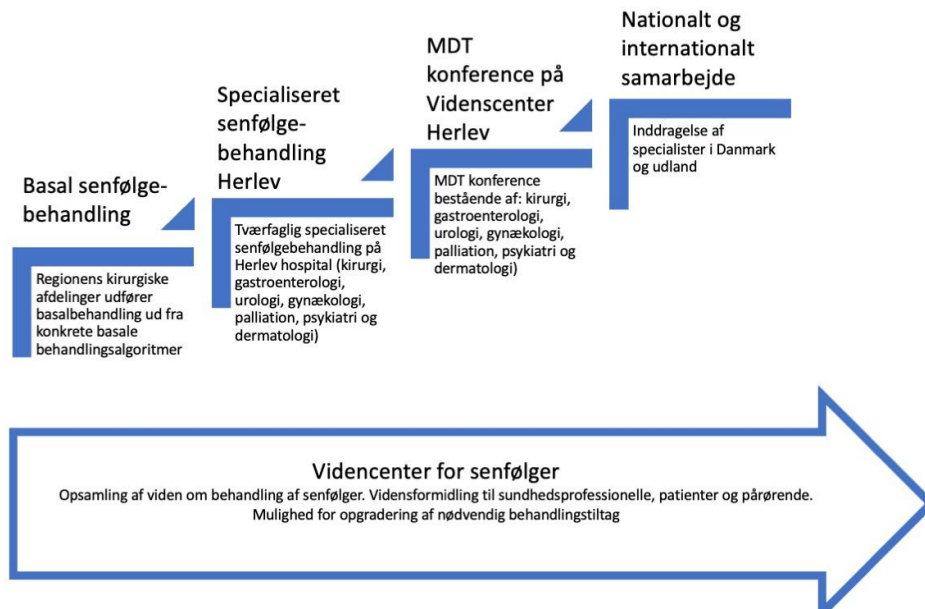 Basal senfølge-
behandling
Regionens kirurgiske
afdelinger udfører
basalbehandling ud fra
konkrete basale
behandlingsalgoritmer
Specialiseret
senfølge-
behandling
Herlev
Tværfaglig specialiseret
senfølgebehandling på
Herlev hospital (kirurgi,
gastroenterologi,
urologi, gynækologi,
palliation, psykiatri og
dermatologi)
MDT
konference på
Videnscenter
Herlev
MDT konference
bestående af: kirurgi,
gastroenterologi,
urologi, gynækologi,
palliation, psykiatri og
dermatologi)
Nationalt og
internationalt
samarbejde
Inddragelse af
specialister i Danmark
og udland
Videncenter for senfølger
Opsamling af viden om behandling af senfølger. Vidensformidling til sundhedsprofessionelle, patienter og pårørende.
Mulighed for opgradering af nødvendig behandlingstiltag